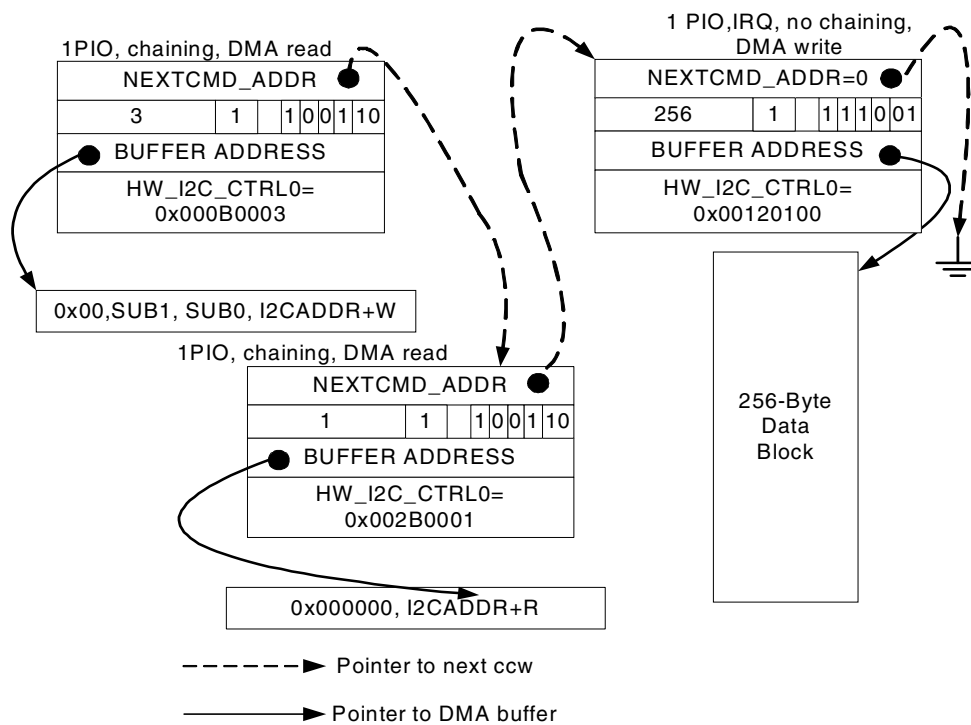 1PIO, chaining, DMA read
NEXTCMD_ADDR
3 1 1 0 0 1 10
BUFFER ADDRESS
HW_I2C_CTRL0=
0x000B0003
0x00,SUB1, SUB0, I2CADDR+W
1PIO, chaining, DMA read
NEXTCMD_ADDR
1 1 1 0 0 1 10
BUFFER ADDRESS
HW_I2C_CTRL0=
0x002B0001
0x000000, I2CADDR+R
1 PIO,IRQ, no chaining,
DMA write
NEXTCMD_ADDR=0
256 1 1 1 1 0 01
BUFFER ADDRESS
HW_I2C_CTRL0=
0x00120100
256-Byte
Data
Block
Pointer to next ccw
Pointer to DMA buffer